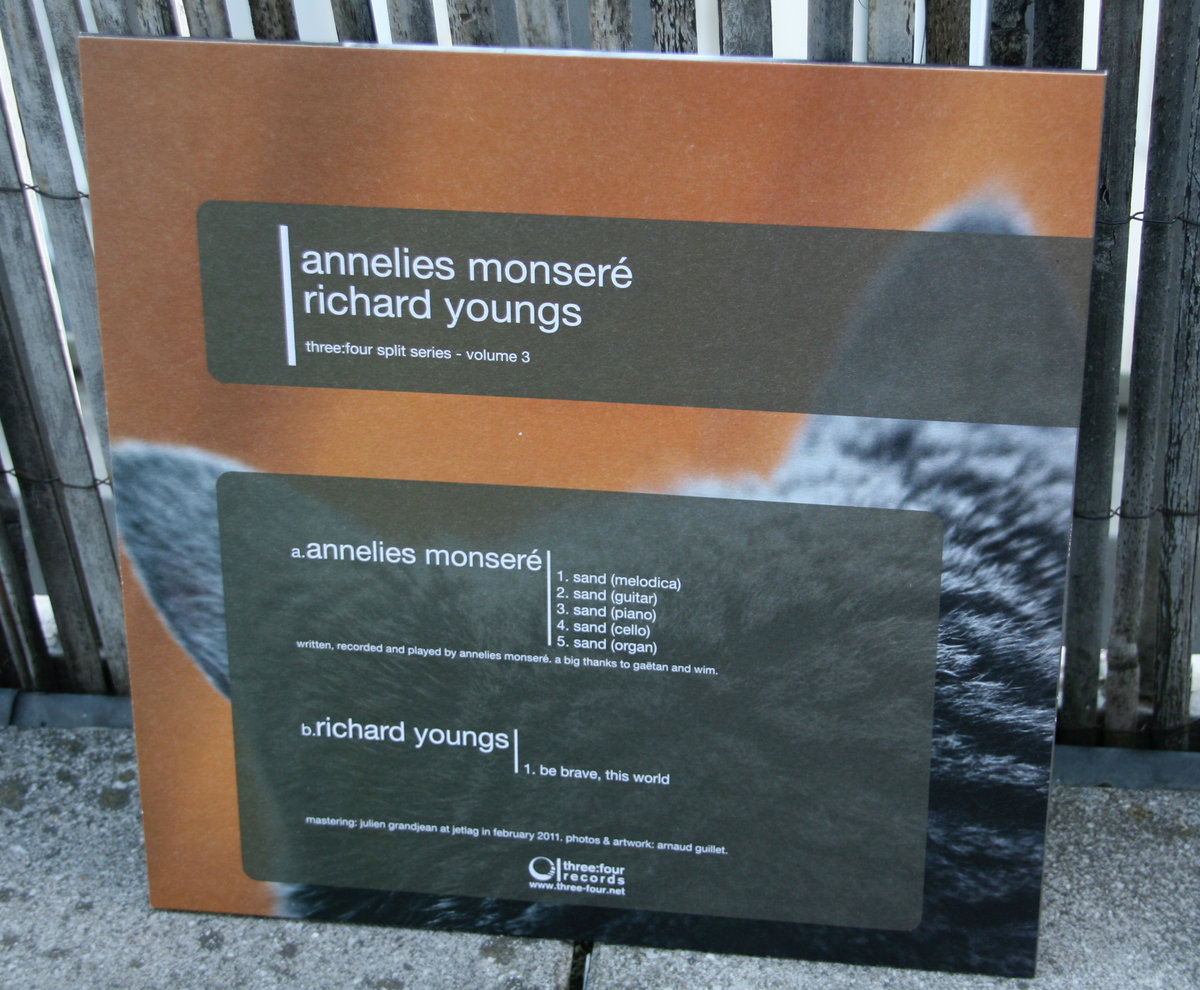 annelies monseré
richard youngs
three:four split series - volume 3
a.annelies monseré
1. sand (melodica)
2. sand (guitar)
3. sand (piano)
4. sand (cello)
5. sand (organ)
written, recorded and played by annelies monseré. a big thanks to gaëtan and wim.
b.richard youngs
1. be brave, this world
mastering: julien grandjean at jetlag in february 2011. photos & artwork: arnaud guillet.
three:four
records
www.three-four.net